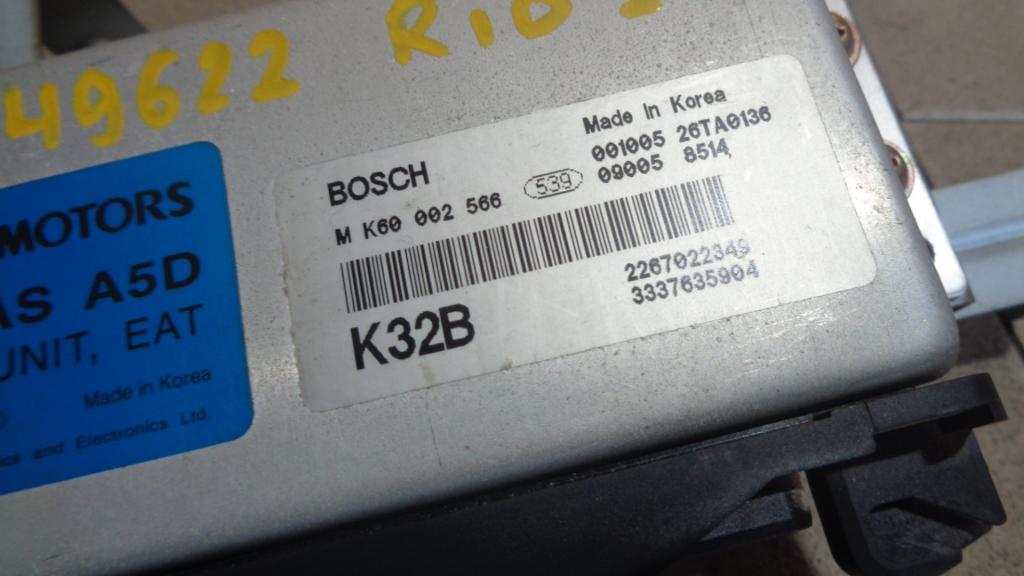 49622 RIO
MOTORS
AS A5D
UNIT, EAT
Made in Korea
ics and Electronics Ltd.
BOSCH
Made In Korea
001005 26TA0136
M K60 002 566 539 09005 8514
2267022349
3337635904
K32B